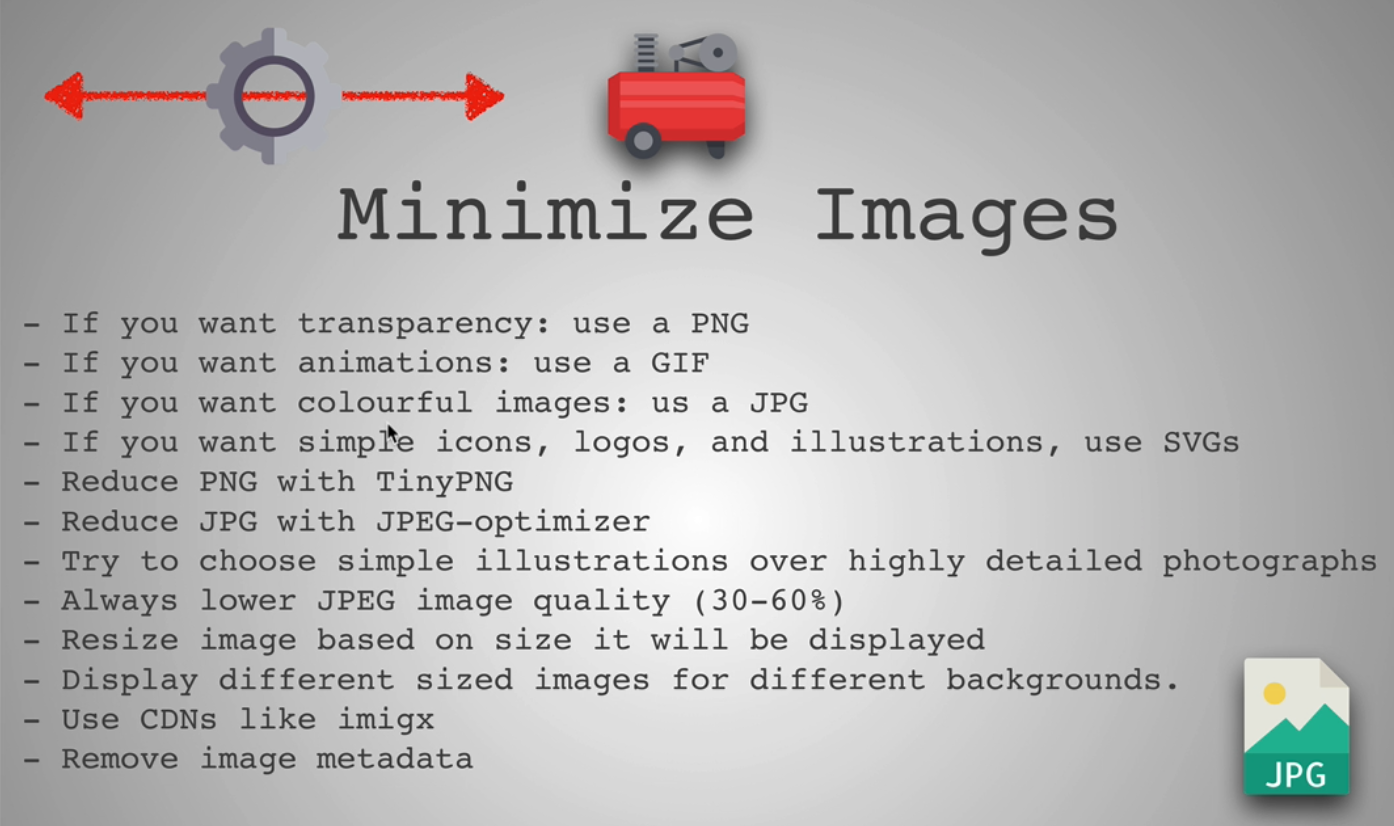 Minimize Images
- If you want transparency: use a PNG
- If you want animations: use a GIF
- If you want colourful images: us a JPG
- If you want simple icons, logos, and illustrations, use SVGs
- Reduce PNG with TinyPNG
- Reduce JPG with JPEG-optimizer
- Try to choose simple illustrations over highly detailed photographs
- Always lower JPEG image quality (30-60%)
- Resize image based on size it will be displayed
- Display different sized images for different backgrounds.
- Use CDNs like imigx
- Remove image metadata
JPG